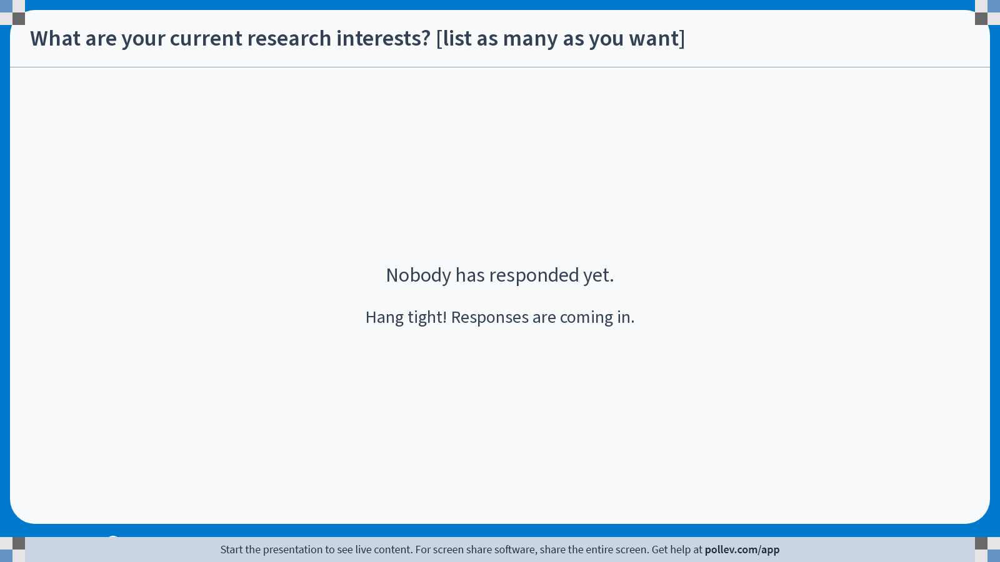 What are your current research interests? [list as many as you want]
Nobody has responded yet.
Hang tight! Responses are coming in.
Start the presentation to see live content. For screen share software, share the entire screen. Get help at pollev.com/app